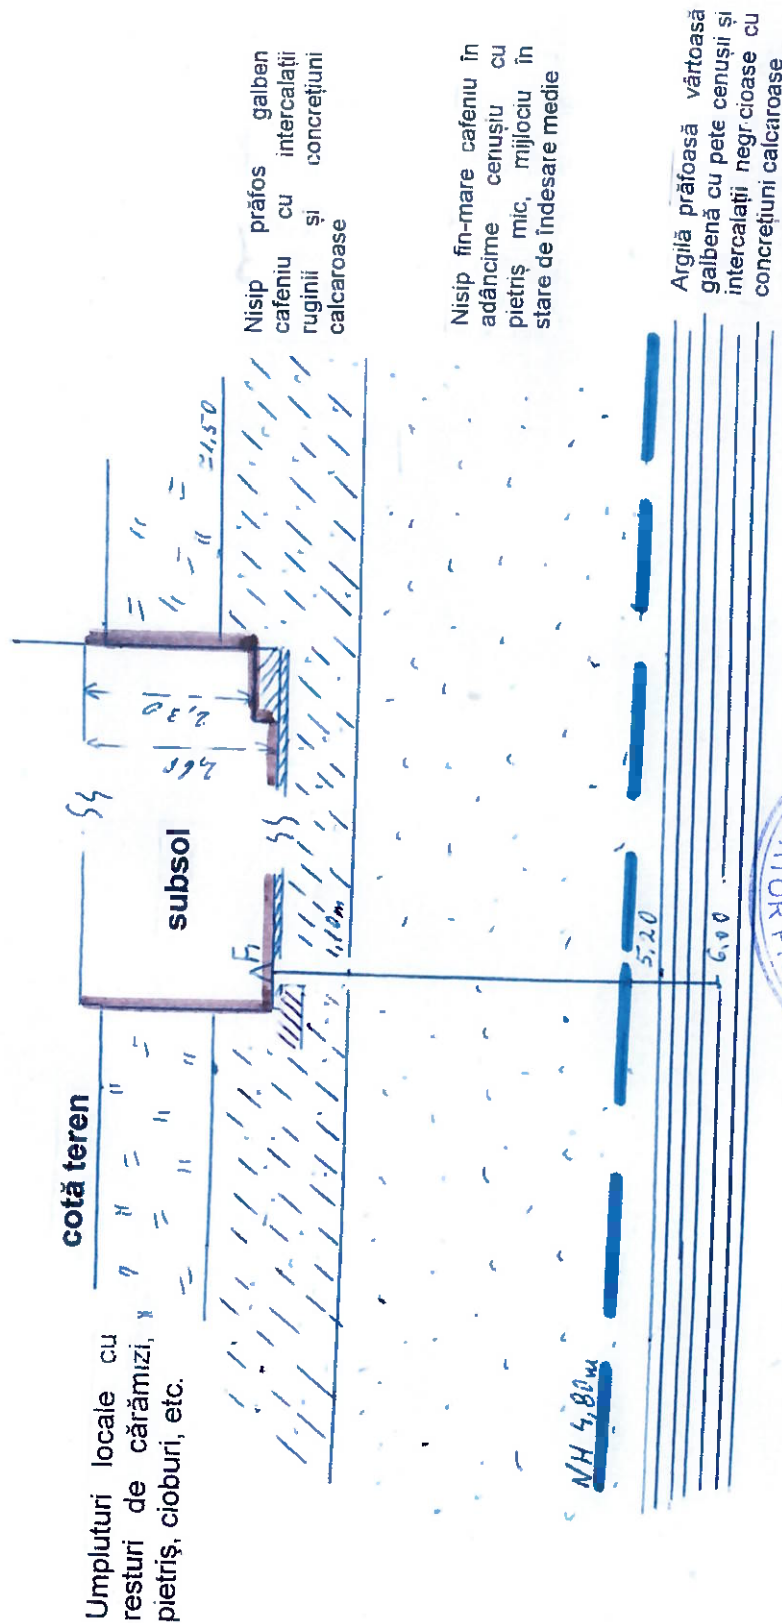 cotă teren
Umpluturi locale cu
resturi de cărămizi,
pietriș, cioburi, etc.
subsol
2,30
2,65
F1
≈1,50
1,10m
Nisip prăfos galben
cafeniu cu intercalații
ruginii și concrețiuni
calcaroase
Nisip fin-mare cafeniu în
adâncime cenușiu cu
pietriș mic, mijlociu în
stare de îndesare medie
NH 4,80m
5,20
6,00
Argilă prăfoasă vârtoasă
galbenă cu pete cenușii și
intercalații negricioase cu
concrețiuni calcaroase